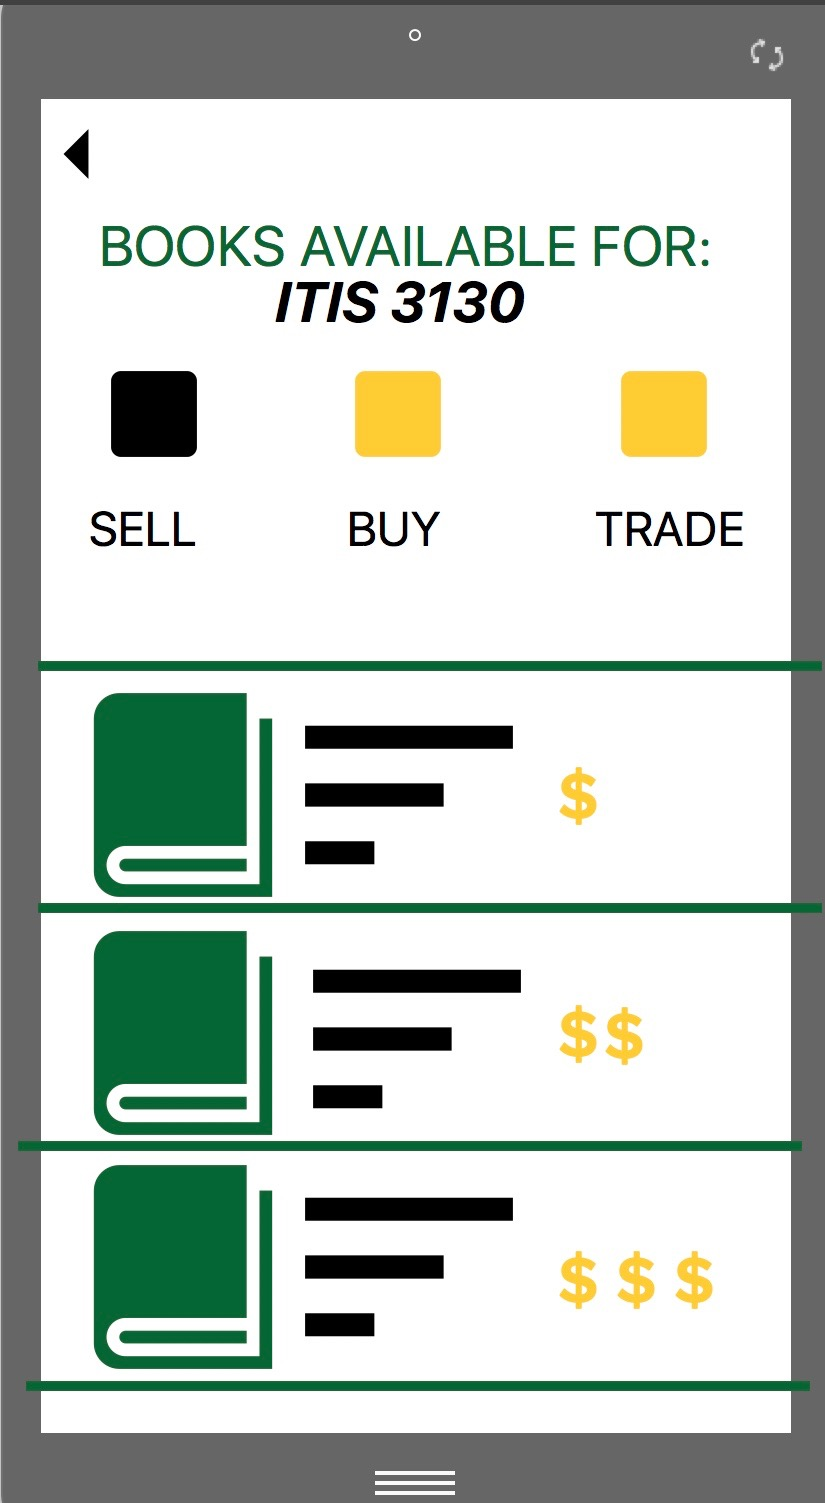 BOOKS AVAILABLE FOR:
ITIS 3130
SELL BUY TRADE
$
$$
$ $ $